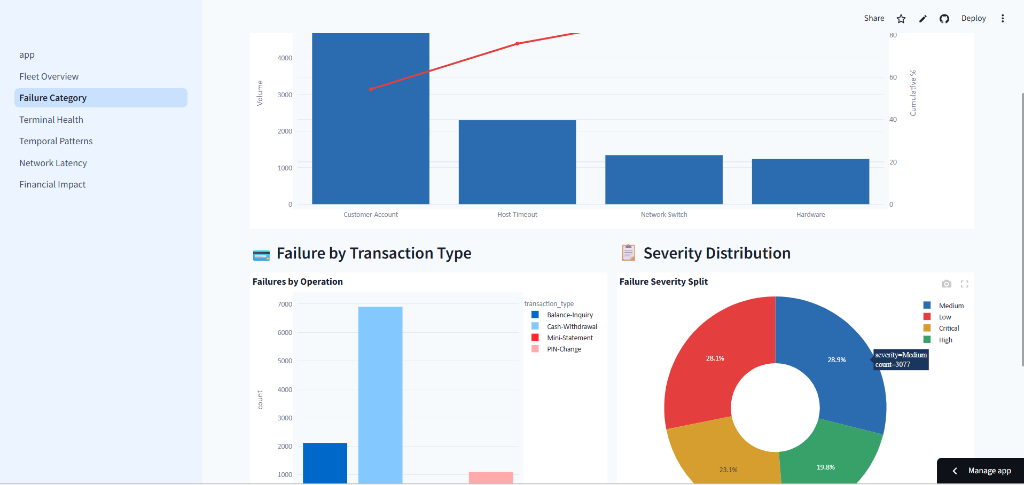 Share
Deploy
app
Fleet Overview
Failure Category
Terminal Health
Temporal Patterns
Network Latency
Financial Impact
Volume
4000
3000
2000
1000
0
80
60
40
20
0
Cumulative %
Customer Account
Host Timeout
Network Switch
Hardware
Failure by Transaction Type
Failures by Operation
count
7000
6000
5000
4000
3000
2000
1000
transaction_type
Balance-Inquiry
Cash-Withdrawal
Mini-Statement
PIN-Change
Severity Distribution
Failure Severity Split
28.1%
28.9%
23.1%
19.8%
severity=Medium
count=3077
Medium
Low
Critical
High
Manage app